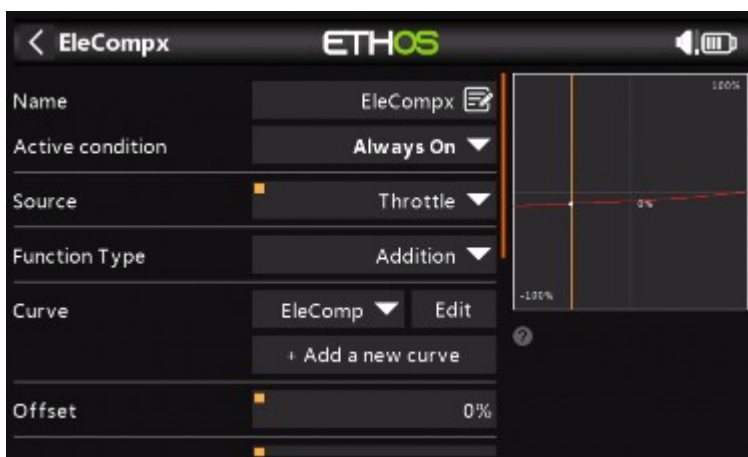 EleCompx
ETHOS
Name
EleCompx
Active condition
Always On
Source
Throttle
Function Type
Addition
Curve
EleComp
Edit
+ Add a new curve
Offset
0%
100%
0%
-100%
?